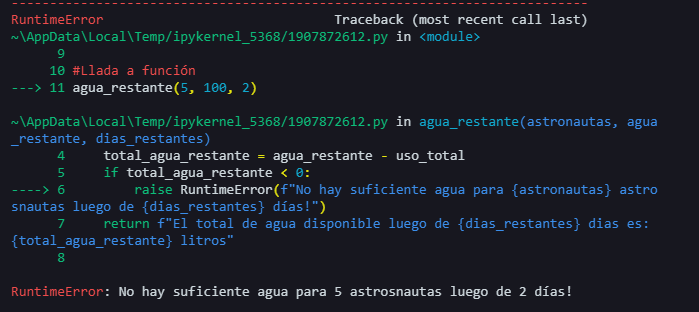 ---------------------------------------------------------------------------
RuntimeError                              Traceback (most recent call last)
~\AppData\Local\Temp/ipykernel_5368/1907872612.py in <module>
      9
     10 #Llada a función
---> 11 agua_restante(5, 100, 2)

~\AppData\Local\Temp/ipykernel_5368/1907872612.py in agua_restante(astronautas, agua
_restante, dias_restantes)
      4     total_agua_restante = agua_restante - uso_total
      5     if total_agua_restante < 0:
----> 6         raise RuntimeError(f"No hay suficiente agua para {astronautas} astro
snautas luego de {dias_restantes} días!")
      7     return f"El total de agua disponible luego de {dias_restantes} dias es:
{total_agua_restante} litros"
      8

RuntimeError: No hay suficiente agua para 5 astrosnautas luego de 2 días!